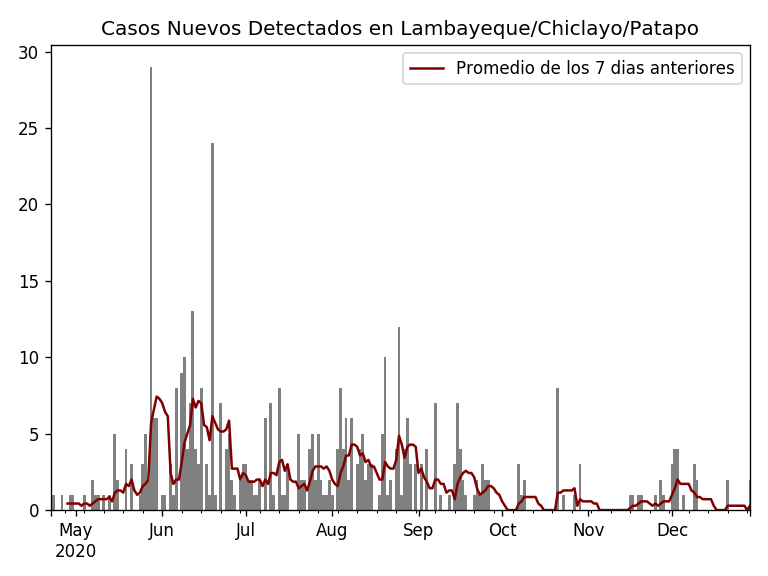 Casos Nuevos Detectados en Lambayeque/Chiclayo/Patapo
Promedio de los 7 dias anteriores
30
25
20
15
10
5
0
May Jun Jul Aug Sep Oct Nov Dec
2020